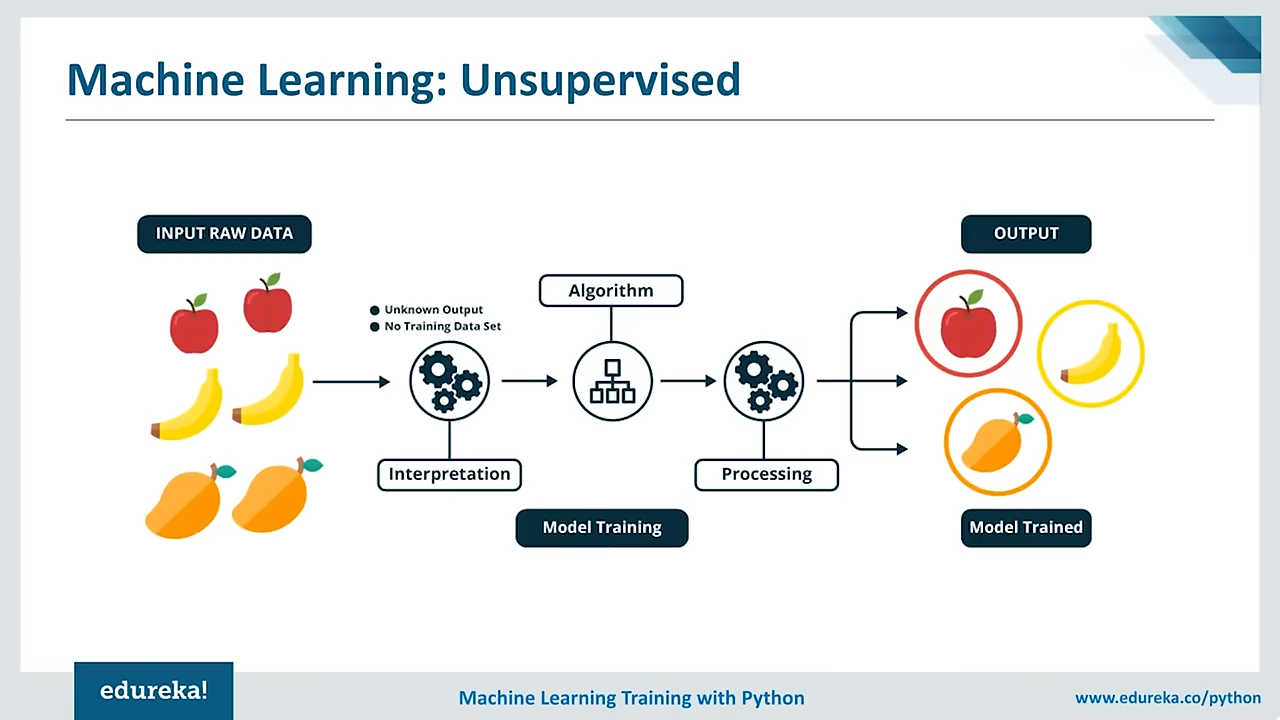 Machine Learning: Unsupervised
INPUT RAW DATA
OUTPUT
Algorithm
● Unknown Output
● No Training Data Set
Interpretation
Processing
Model Training
Model Trained
edureka!
Machine Learning Training with Python
www.edureka.co/python